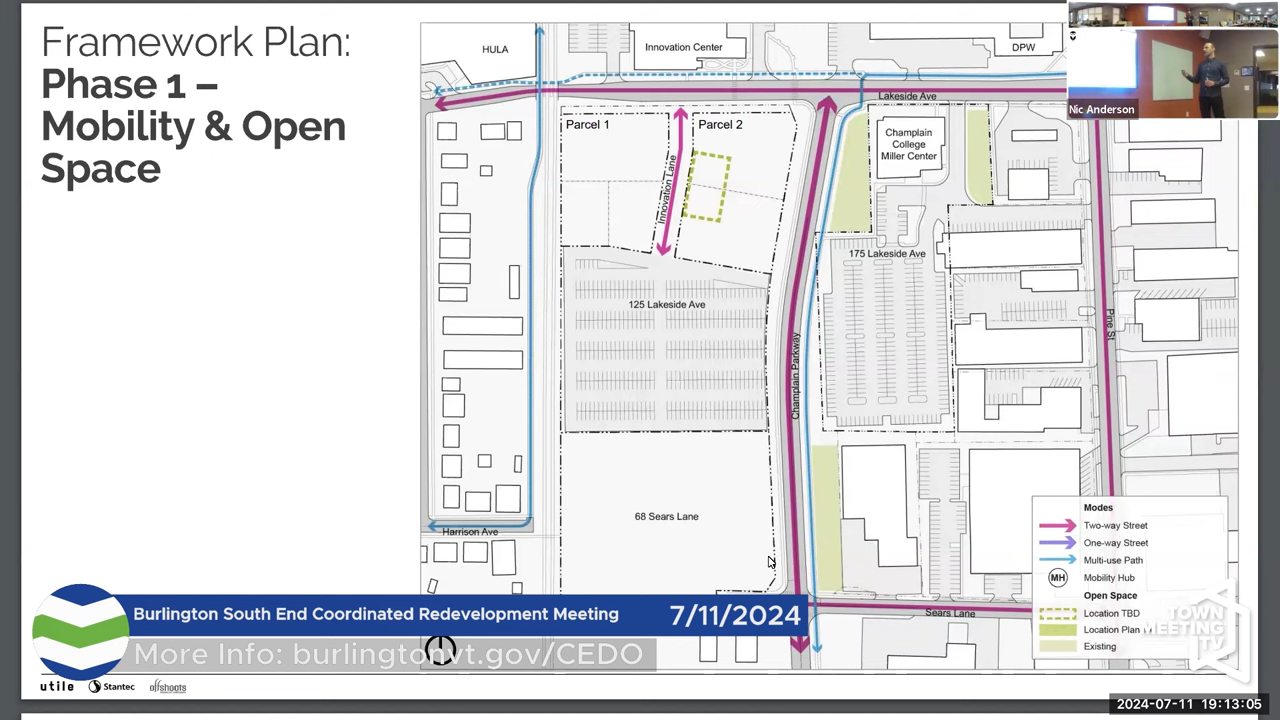 Framework Plan:
Phase 1 –
Mobility & Open
Space
HULA
Innovation Center
DPW
Lakeside Ave
Nic Anderson
Parcel 1
Parcel 2
Innovation Lane
Champlain
College
Miller Center
175 Lakeside Ave
125 Lakeside Ave
Champlain Parkway
Pine St
68 Sears Lane
Harrison Ave
Sears Lane
Modes
Two-way Street
One-way Street
Multi-use Path
MH Mobility Hub
Open Space
Location TBD
Location Plan
Existing
Burlington South End Coordinated Redevelopment Meeting 7/11/2024
More Info: burlingtonvt.gov/CEDO
TOWN
MEETING
TV
utile Stantec offshoots
2024-07-11 19:13:05